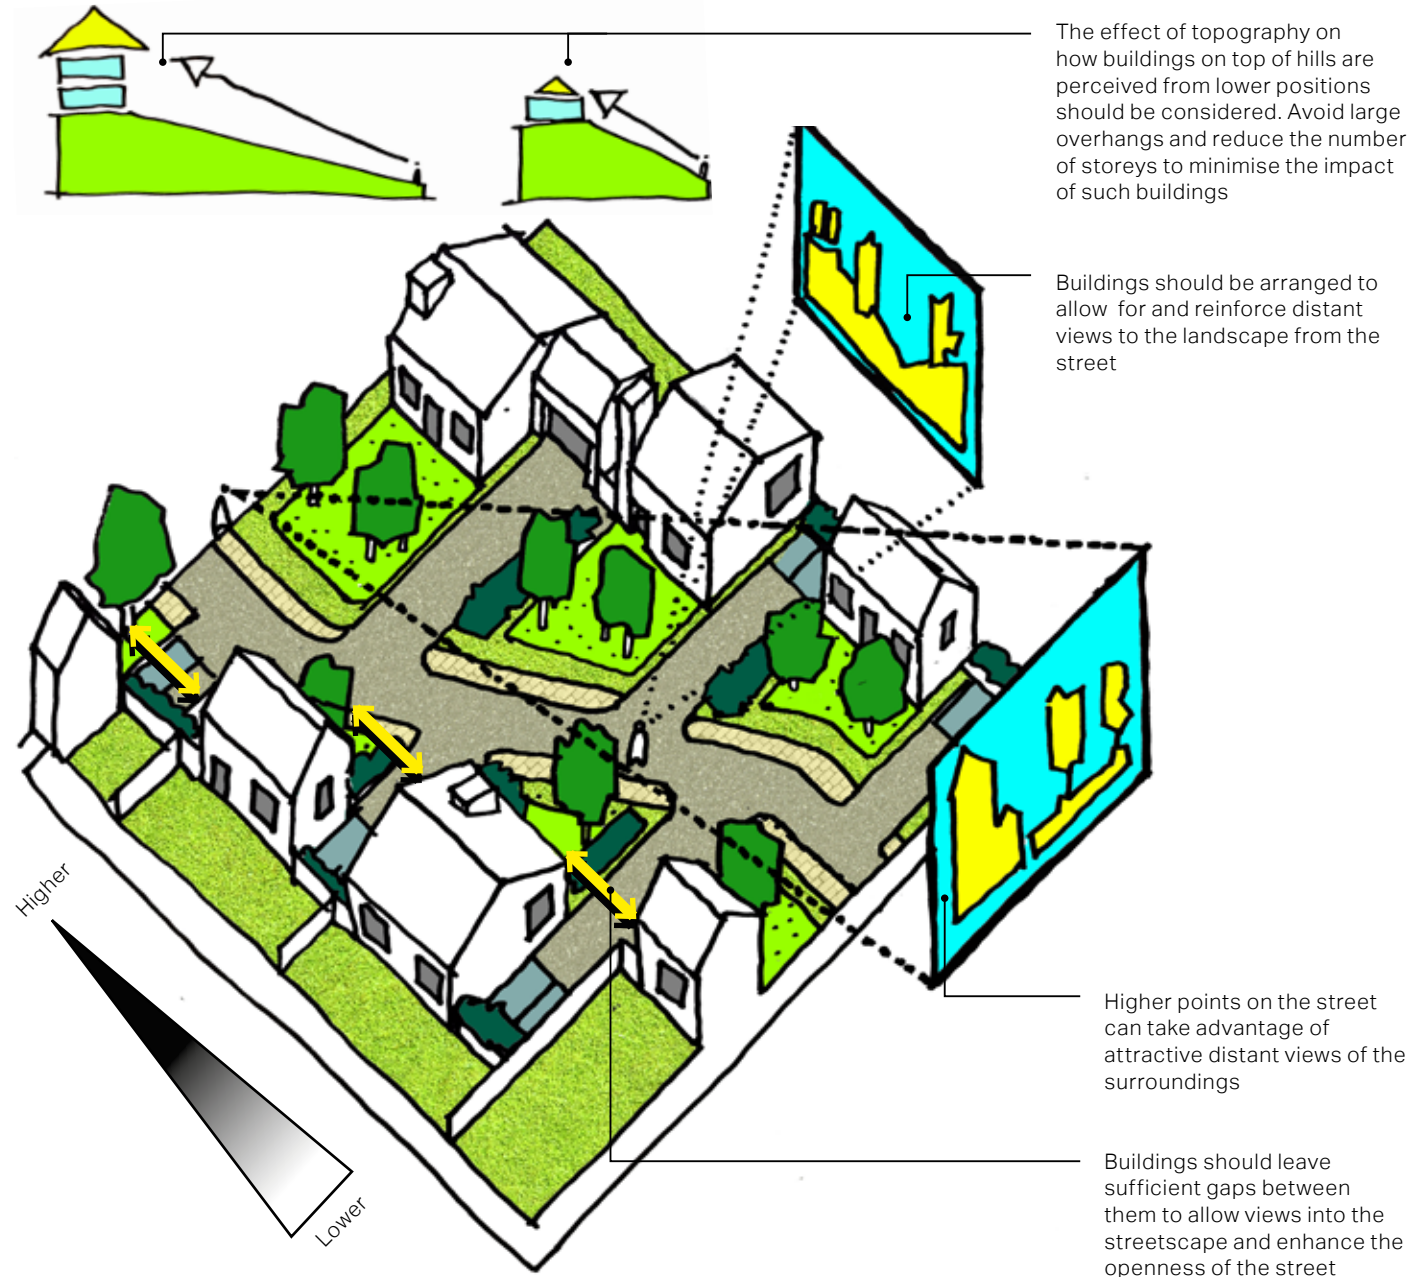 The effect of topography on
how buildings on top of hills are
perceived from lower positions
should be considered. Avoid large
overhangs and reduce the number
of storeys to minimise the impact
of such buildings
Buildings should be arranged to
allow for and reinforce distant
views to the landscape from the
street
Higher
Lower
Higher points on the street
can take advantage of
attractive distant views of the
surroundings
Buildings should leave
sufficient gaps between
them to allow views into the
streetscape and enhance the
openness of the street